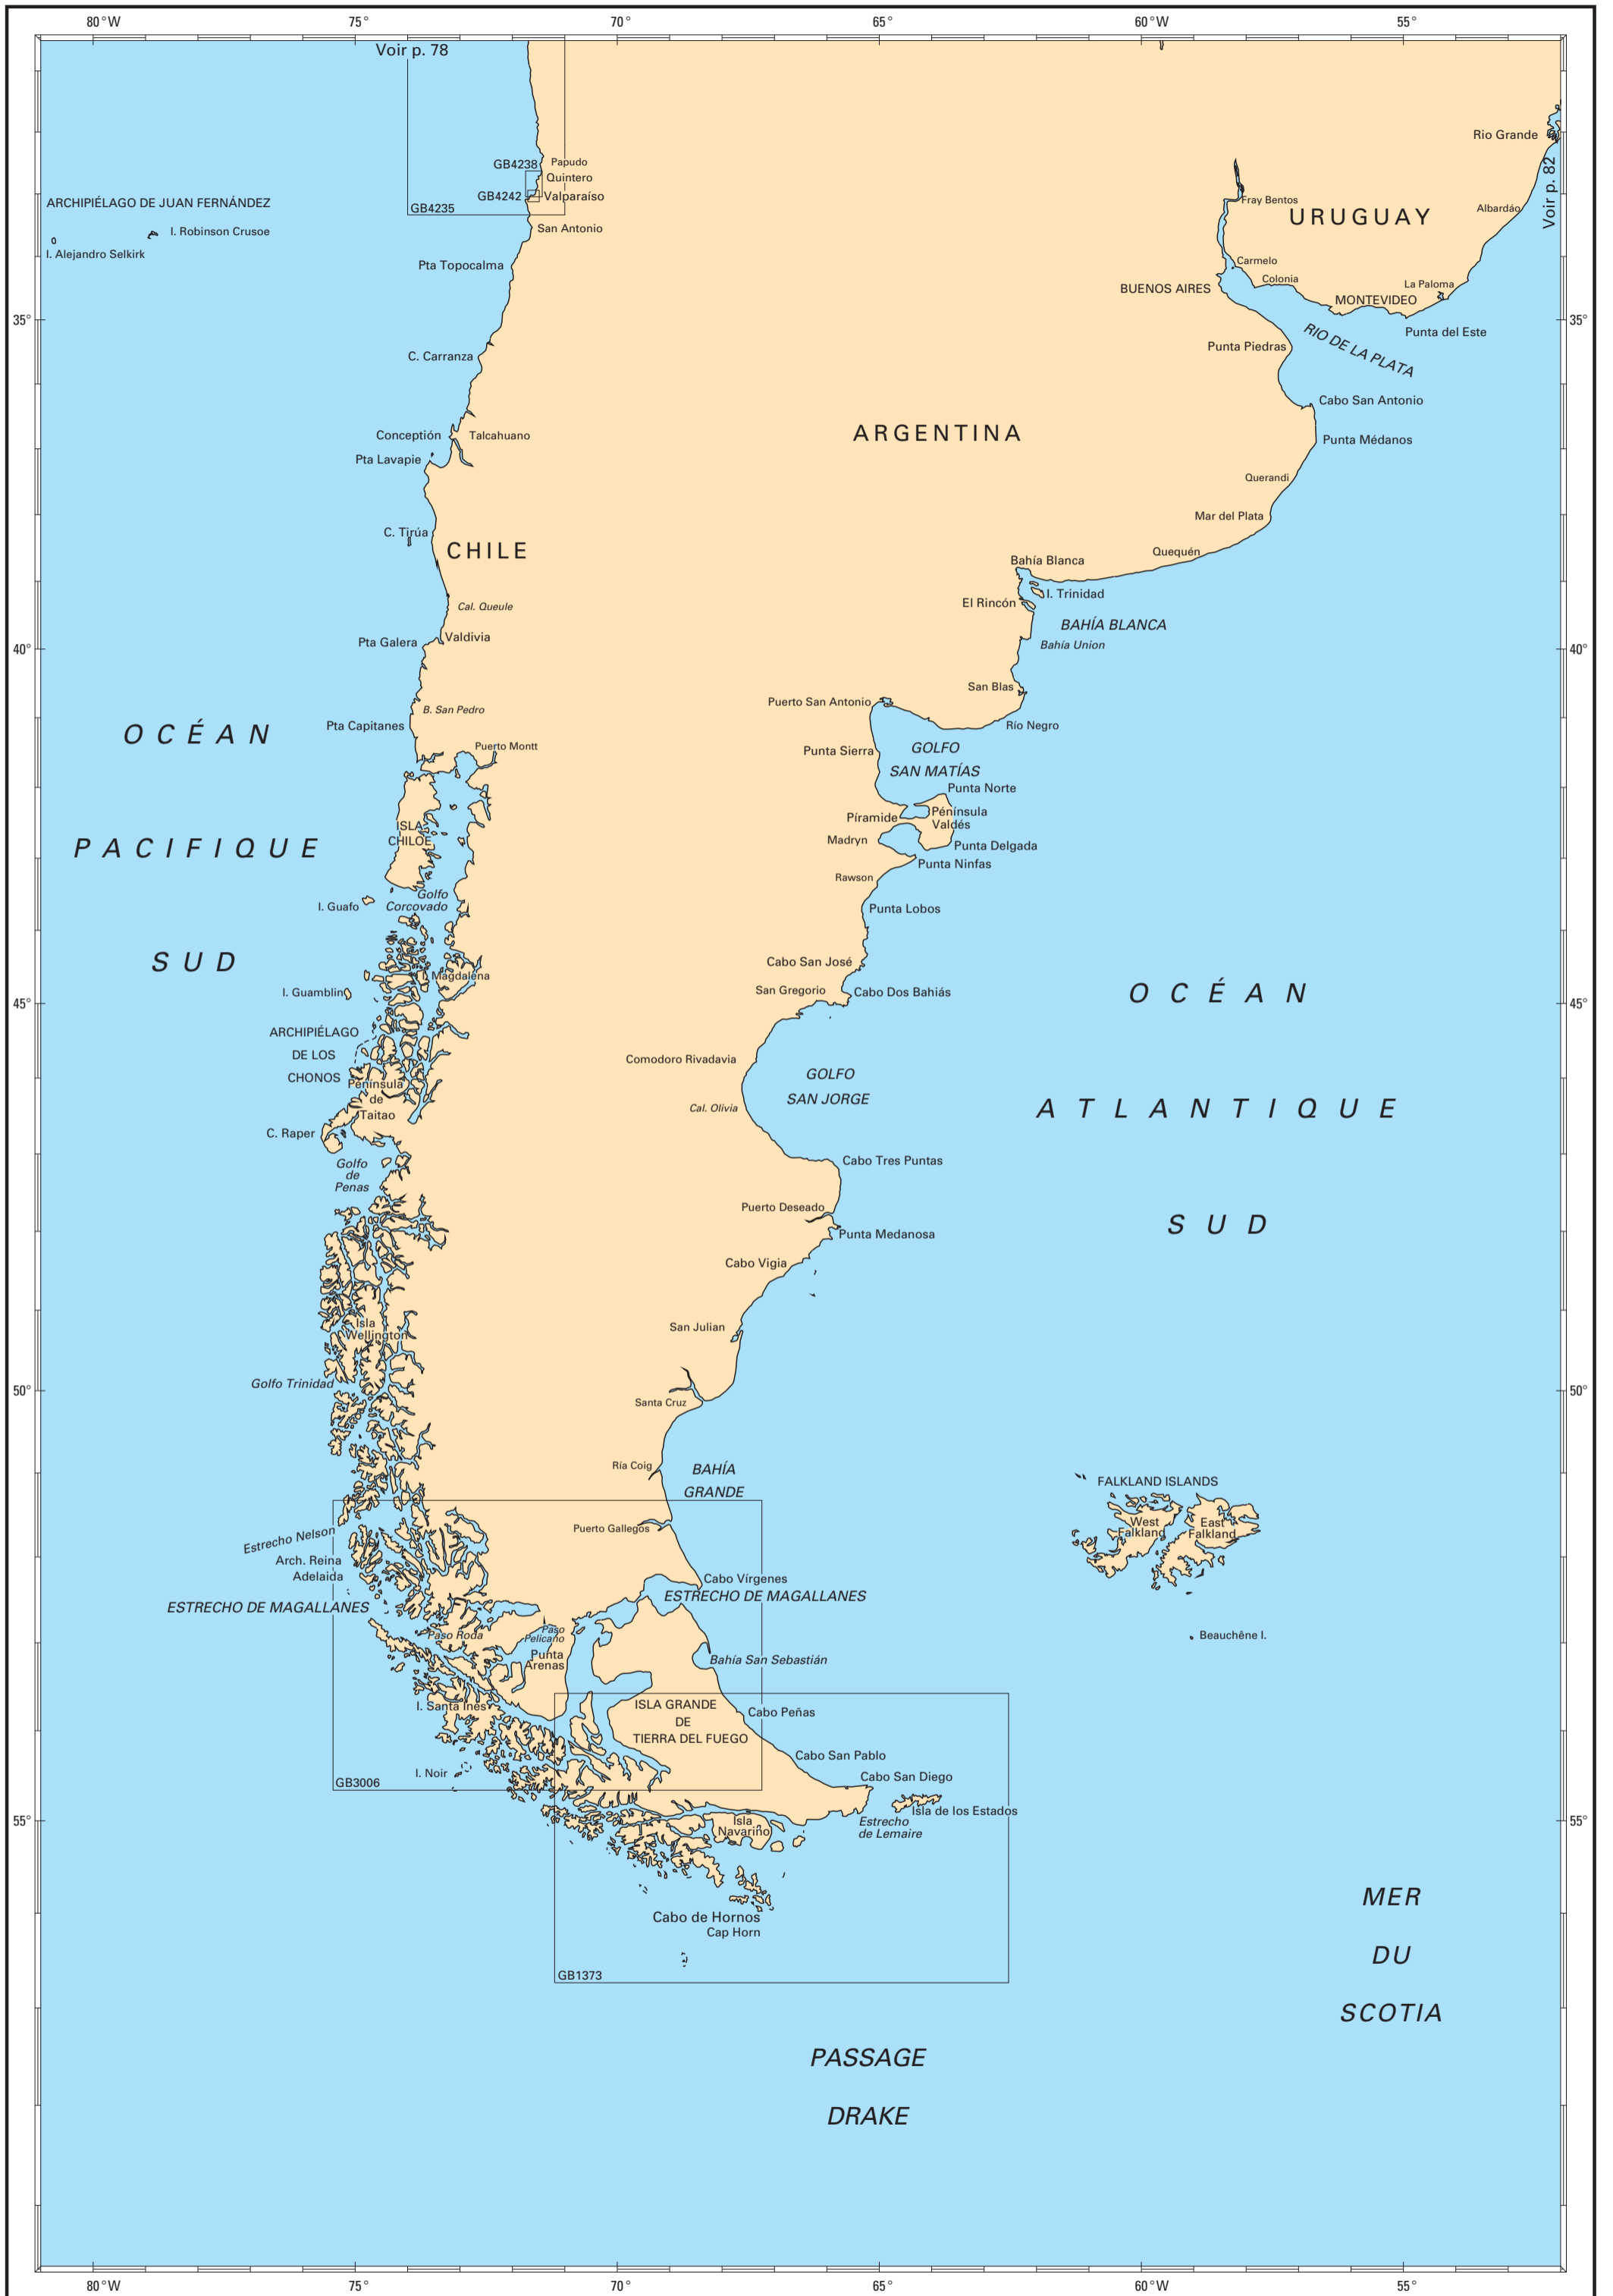 80°W
75°
70°
65°
60°W
55°
Voir p. 78
GB4238
Papudo
Quintero
GB4242
Valparaíso
GB4235
San Antonio
ARCHIPIÉLAGO DE JUAN FERNÁNDEZ
I. Robinson Crusoe
I. Alejandro Selkirk
Pta Topocalma
Rio Grande
Voir p. 82
Albardáo
Fray Bentos
URUGUAY
Carmelo
Colonia
La Paloma
BUENOS AIRES
MONTEVIDEO
Punta del Este
35°
35°
RIO DE LA PLATA
Punta Piedras
C. Carranza
Cabo San Antonio
Conceptión
Talcahuano
ARGENTINA
Punta Médanos
Pta Lavapie
Querandi
Mar del Plata
C. Tirúa
CHILE
Quequén
Bahía Blanca
I. Trinidad
El Rincón
Cal. Queule
BAHÍA BLANCA
Bahía Union
Valdivia
Pta Galera
40°
40°
San Blas
Puerto San Antonio
B. San Pedro
Pta Capitanes
Río Negro
OCÉAN
PACIFIQUE
SUD
Puerto Montt
Punta Sierra
GOLFO
SAN MATÍAS
Punta Norte
Píramide
Péninsula
Valdés
ISLA
CHILOE
Madryn
Punta Delgada
Punta Ninfas
Rawson
Golfo
Corcovado
I. Guafo
Punta Lobos
Cabo San José
I. Magdalena
I. Guamblin
San Gregorio
Cabo Dos Bahiás
45°
45°
OCÉAN
ATLANTIQUE
SUD
ARCHIPIÉLAGO
DE LOS
CHONOS
Comodoro Rivadavia
GOLFO
SAN JORGE
Península
de
Taitao
Cal. Olivia
C. Raper
Golfo
de
Penas
Cabo Tres Puntas
Puerto Deseado
Punta Medanosa
Cabo Vigia
Isla
Wellington
San Julian
Golfo Trinidad
50°
50°
Santa Cruz
Ría Coig
BAHÍA
GRANDE
FALKLAND ISLANDS
West
Falkland
East
Falkland
Puerto Gallegos
Estrecho Nelson
Arch. Reina
Adelaida
Cabo Vírgenes
ESTRECHO DE MAGALLANES
ESTRECHO DE MAGALLANES
Paso Roda
Paso
Pelicano
Punta
Arenas
Beauchêne I.
Bahía San Sebastián
I. Santa Inés
ISLA GRANDE
DE
TIERRA DEL FUEGO
Cabo Peñas
Cabo San Pablo
I. Noir
GB3006
Cabo San Diego
Isla de los Estados
Estrecho
de Lemaire
55°
55°
Isla
Navarino
Cabo de Hornos
Cap Horn
GB1373
MER
DU
SCOTIA
PASSAGE
DRAKE
80°W
75°
70°
65°
60°W
55°